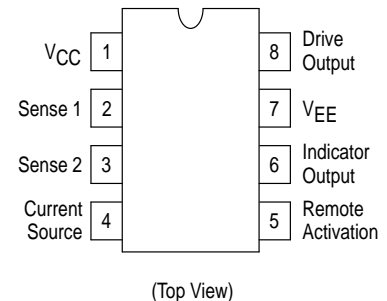 VCC 1
Sense 1 2
Sense 2 3
Current
Source 4
8 Drive
Output
7 VEE
6 Indicator
Output
5 Remote
Activation
(Top View)